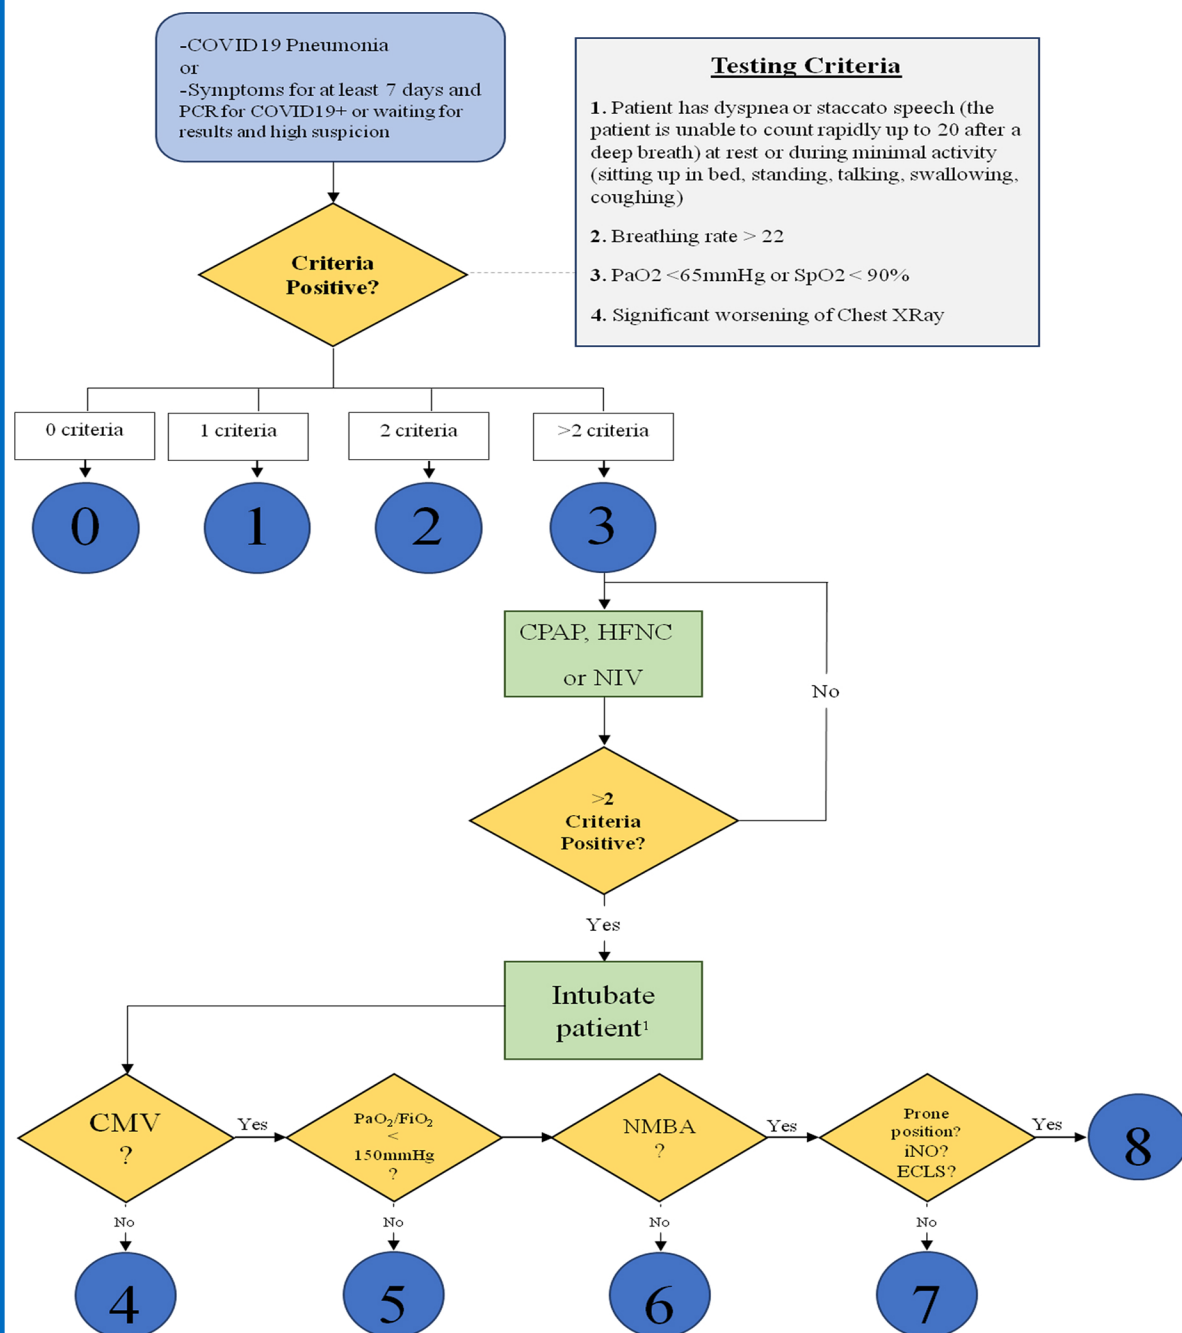 -COVID19 Pneumonia
or
-Symptoms for at least 7 days and
PCR for COVID19+ or waiting for
results and high suspicion
Testing Criteria
1. Patient has dyspnea or staccato speech (the
patient is unable to count rapidly up to 20 after a
deep breath) at rest or during minimal activity
(sitting up in bed, standing, talking, swallowing,
coughing)
2. Breathing rate > 22
3. PaO2 <65mmHg or SpO2 < 90%
4. Significant worsening of Chest XRay
Criteria
Positive?
0 criteria
1 criteria
2 criteria
>2 criteria
0
1
2
3
CPAP, HFNC
or NIV
No
>2
Criteria
Positive?
Yes
Intubate
patient¹
CMV
?
Yes
PaO₂/FiO₂
<
150mmHg
?
NMBA
?
Yes
Prone
position?
iNO?
ECLS?
Yes
8
No
No
No
No
4
5
6
7